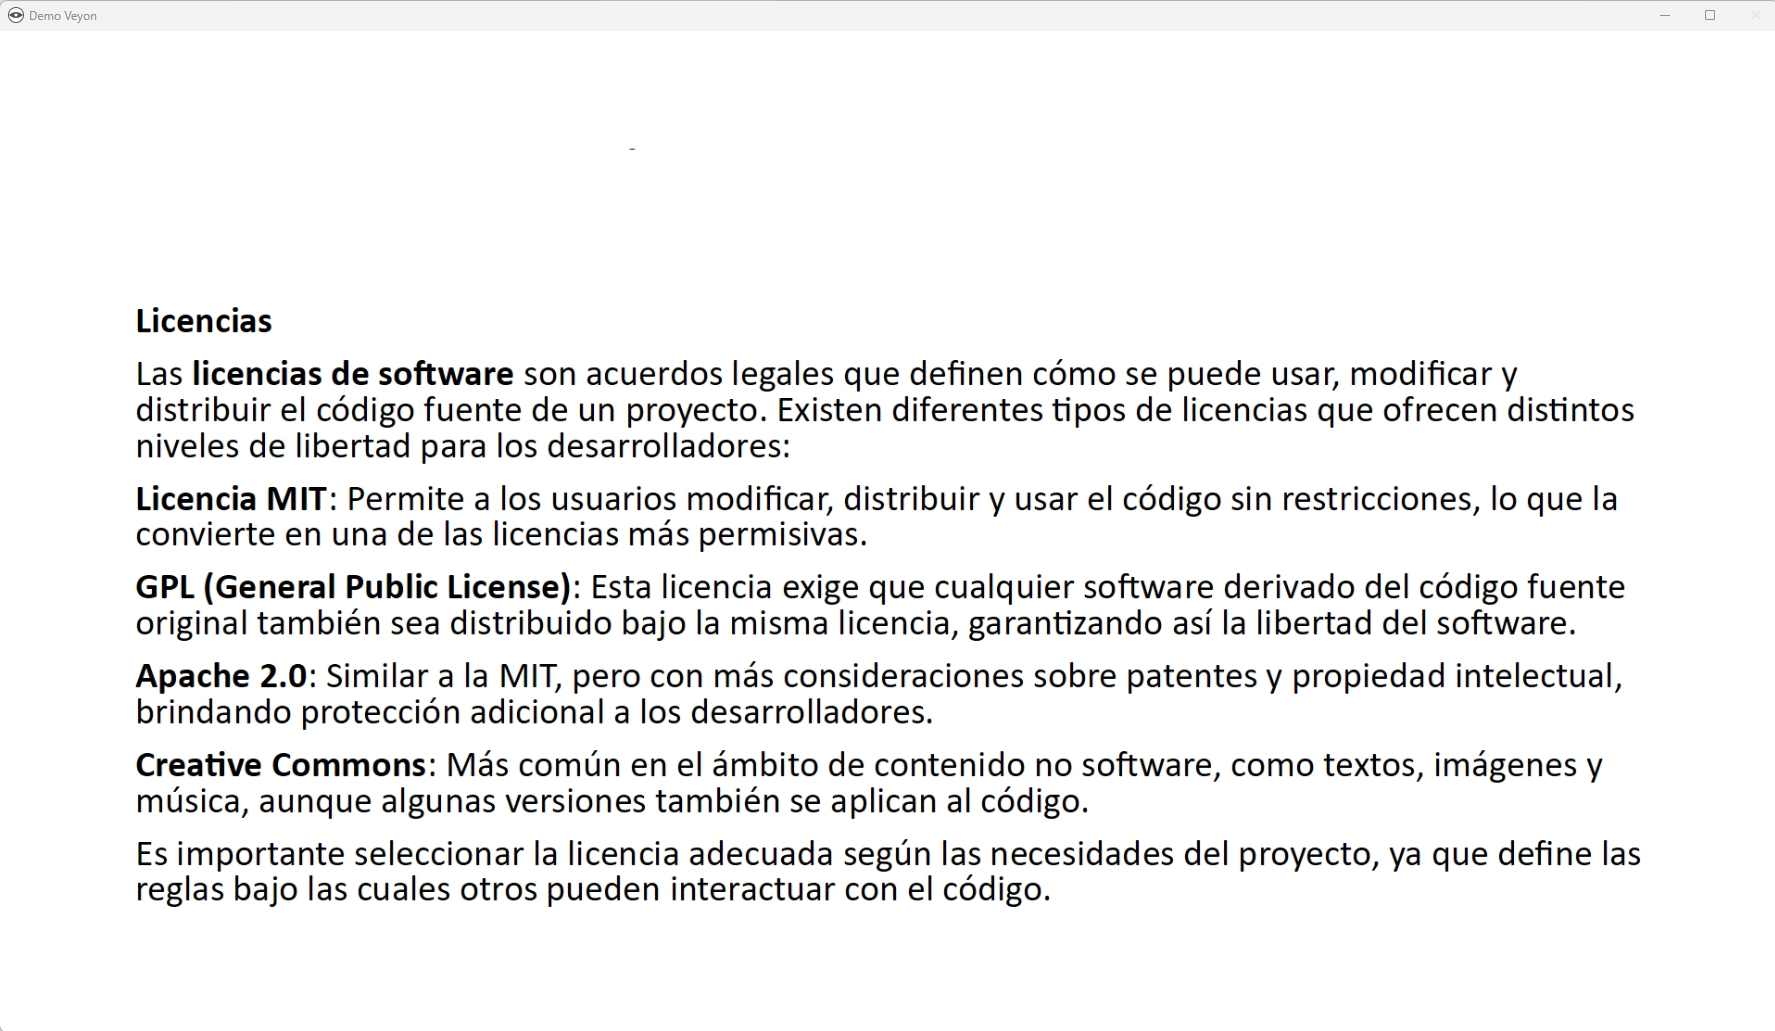 Demo Veyon
Licencias
Las licencias de software son acuerdos legales que definen cómo se puede usar, modificar y
distribuir el código fuente de un proyecto. Existen diferentes tipos de licencias que ofrecen distintos
niveles de libertad para los desarrolladores:
Licencia MIT: Permite a los usuarios modificar, distribuir y usar el código sin restricciones, lo que la
convierte en una de las licencias más permisivas.
GPL (General Public License): Esta licencia exige que cualquier software derivado del código fuente
original también sea distribuido bajo la misma licencia, garantizando así la libertad del software.
Apache 2.0: Similar a la MIT, pero con más consideraciones sobre patentes y propiedad intelectual,
brindando protección adicional a los desarrolladores.
Creative Commons: Más común en el ámbito de contenido no software, como textos, imágenes y
música, aunque algunas versiones también se aplican al código.
Es importante seleccionar la licencia adecuada según las necesidades del proyecto, ya que define las
reglas bajo las cuales otros pueden interactuar con el código.